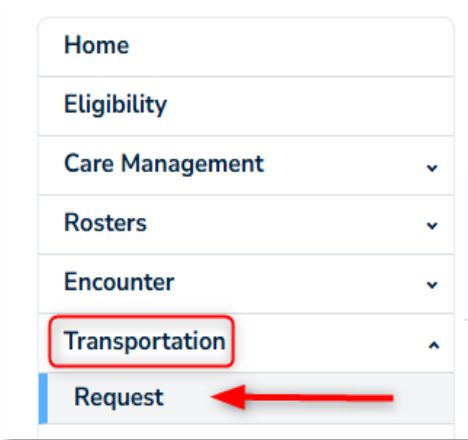 Home
Eligibility
Care Management
Rosters
Encounter
Transportation
Request